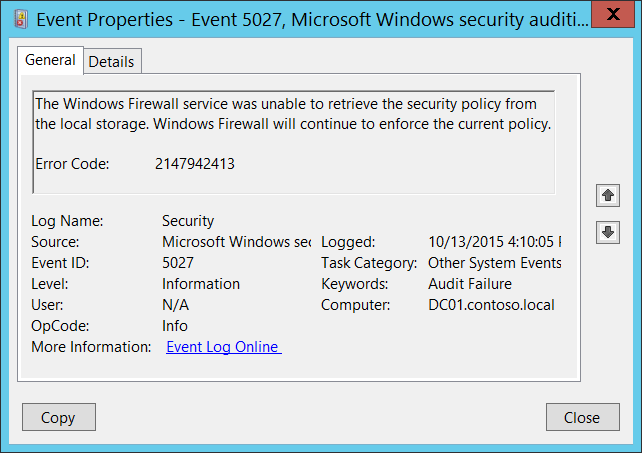 Event Properties - Event 5027, Microsoft Windows security auditi...
General
Details
The Windows Firewall service was unable to retrieve the security policy from
the local storage. Windows Firewall will continue to enforce the current policy.
Error Code: 2147942413
Log Name: Security
Source: Microsoft Windows sec Logged: 10/13/2015 4:10:05
Event ID: 5027 Task Category: Other System Events
Level: Information Keywords: Audit Failure
User: N/A Computer: DC01.contoso.local
OpCode: Info
More Information: Event Log Online
Copy
Close